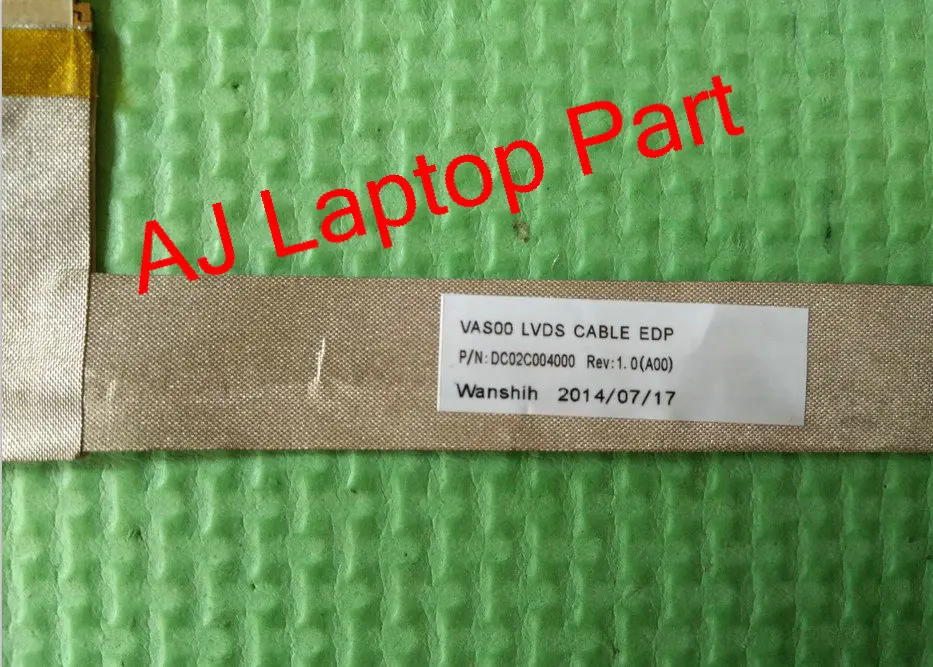 AJ Laptop Part
VAS00 LVDS CABLE EDP
P/N:DC02C004000 Rev:1.0(A00)
Wanshih 2014/07/17